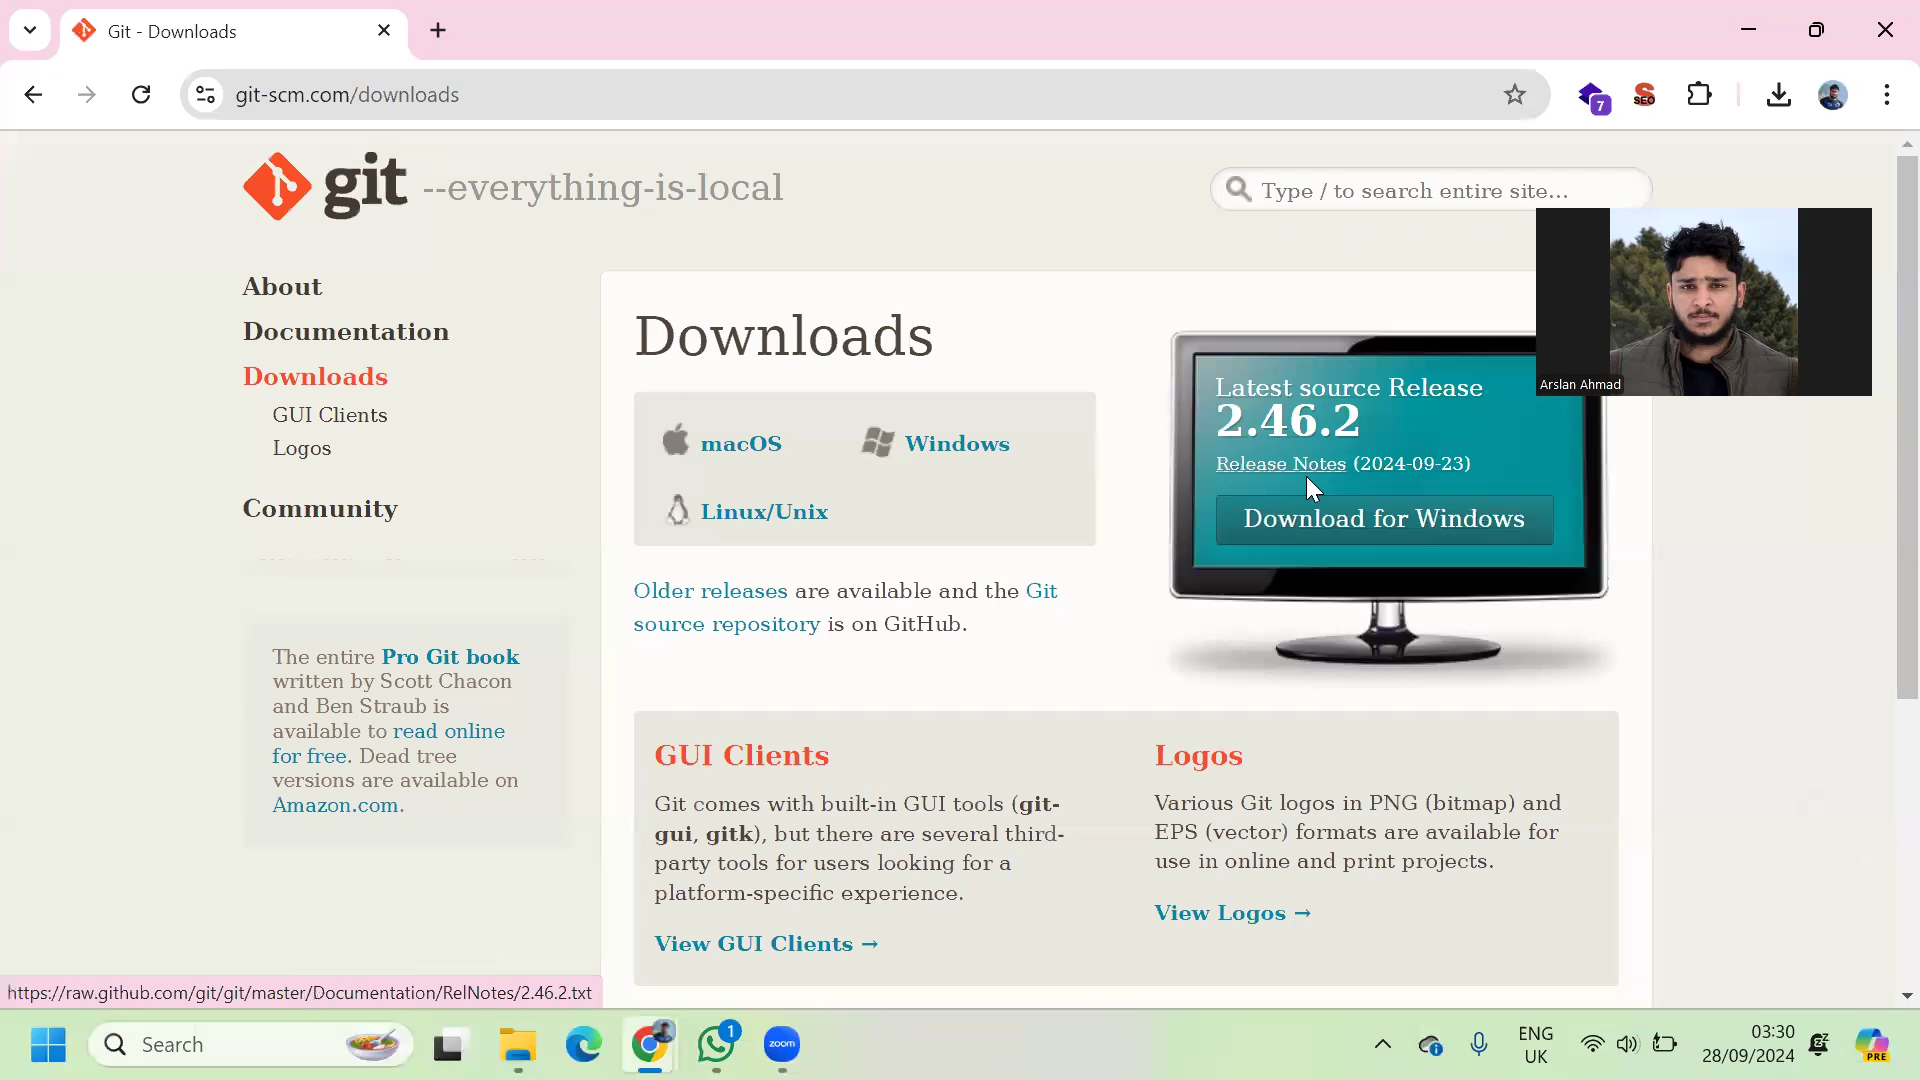 Git - Downloads
git-scm.com/downloads
7
SEO
git --everything-is-local
Type / to search entire site...
About
Documentation
Downloads
GUI Clients
Logos
Community
The entire Pro Git book
written by Scott Chacon
and Ben Straub is
available to read online
for free. Dead tree
versions are available on
Amazon.com.
Downloads
macOS
Windows
Linux/Unix
Older releases are available and the Git
source repository is on GitHub.
Latest source Release
2.46.2
Release Notes (2024-09-23)
Download for Windows
Arslan Ahmad
GUI Clients
Git comes with built-in GUI tools (git-
gui, gitk), but there are several third-
party tools for users looking for a
platform-specific experience.
View GUI Clients →
Logos
Various Git logos in PNG (bitmap) and
EPS (vector) formats are available for
use in online and print projects.
View Logos →
https://raw.github.com/git/git/master/Documentation/RelNotes/2.46.2.txt
Search
1
zoom
ENG
UK
03:30
28/09/2024
PRE